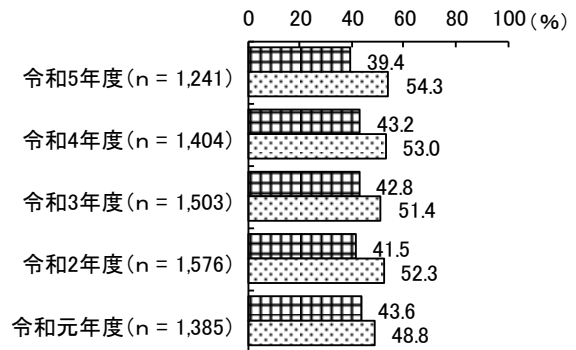 0 20 40 60 80 100 (%)
令和5年度(n = 1,241) 39.4
54.3
令和4年度(n = 1,404) 43.2
53.0
令和3年度(n = 1,503) 42.8
51.4
令和2年度(n = 1,576) 41.5
52.3
令和元年度(n = 1,385) 43.6
48.8